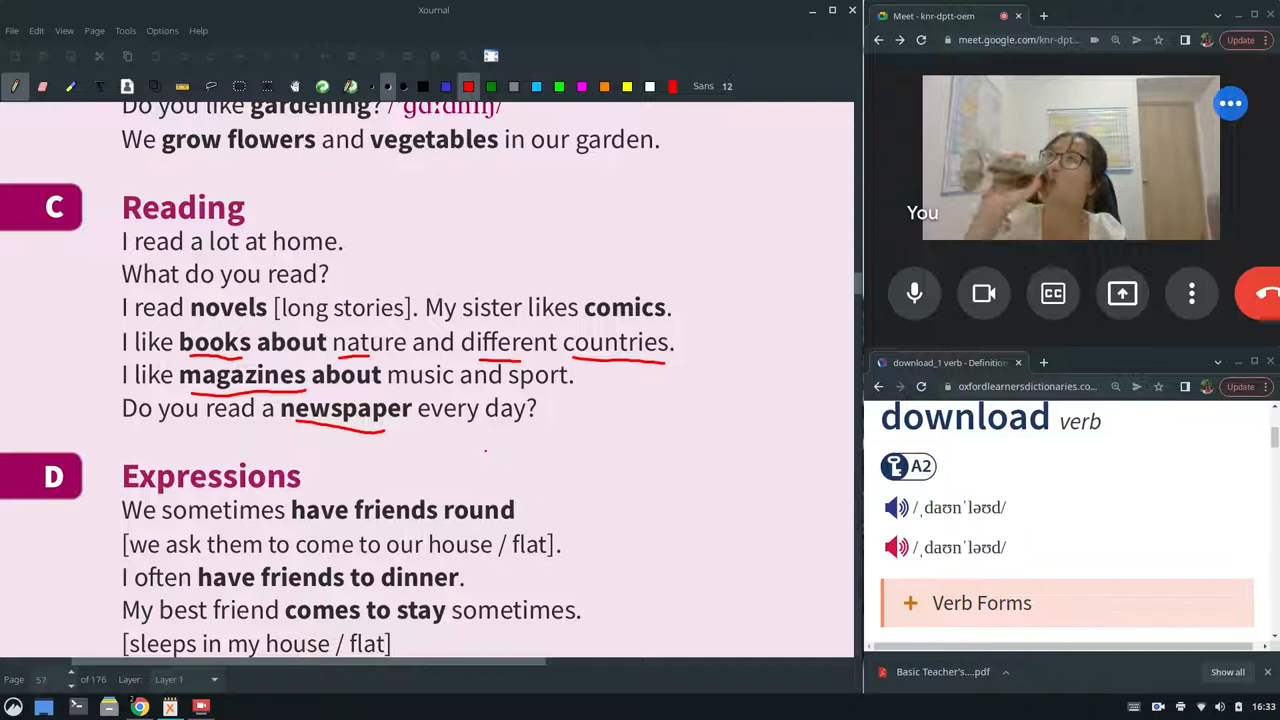 Xournal
File Edit View Page Tools Options Help
Sans 12
We grow flowers and vegetables in our garden.
C Reading
I read a lot at home.
What do you read?
I read novels [long stories]. My sister likes comics.
I like books about nature and different countries.
I like magazines about music and sport.
Do you read a newspaper every day?
D Expressions
We sometimes have friends round
[we ask them to come to our house / flat].
I often have friends to dinner.
My best friend comes to stay sometimes.
[sleeps in my house / flat]
Page 57 of 176 Layer: Layer 1
Meet - knr-dptt-oem
meet.google.com/knr-dpt...
Update
You
CC
download_1 verb - Definition
oxfordlearnersdictionaries.co...
Update
download verb
A2
/ˌdaʊnˈləʊd/
/ˌdaʊnˈləʊd/
+ Verb Forms
Basic Teacher's....pdf
Show all
2
16:33